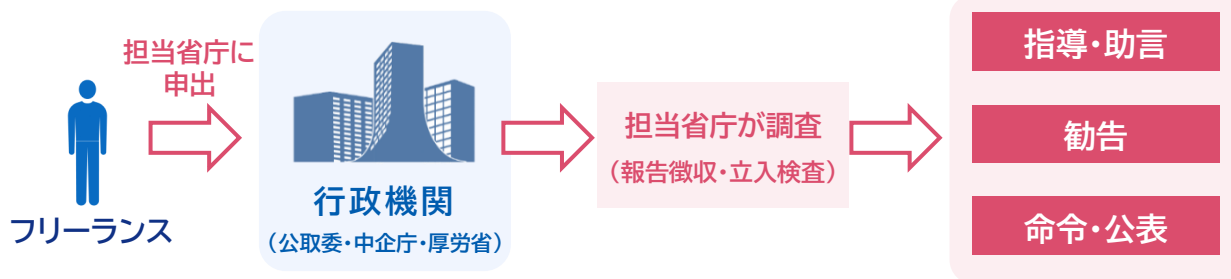 担当省庁に
申出
フリーランス
行政機関
（公取委・中企庁・厚労省）
担当省庁が調査
（報告徴収・立入検査）
指導・助言
勧告
命令・公表